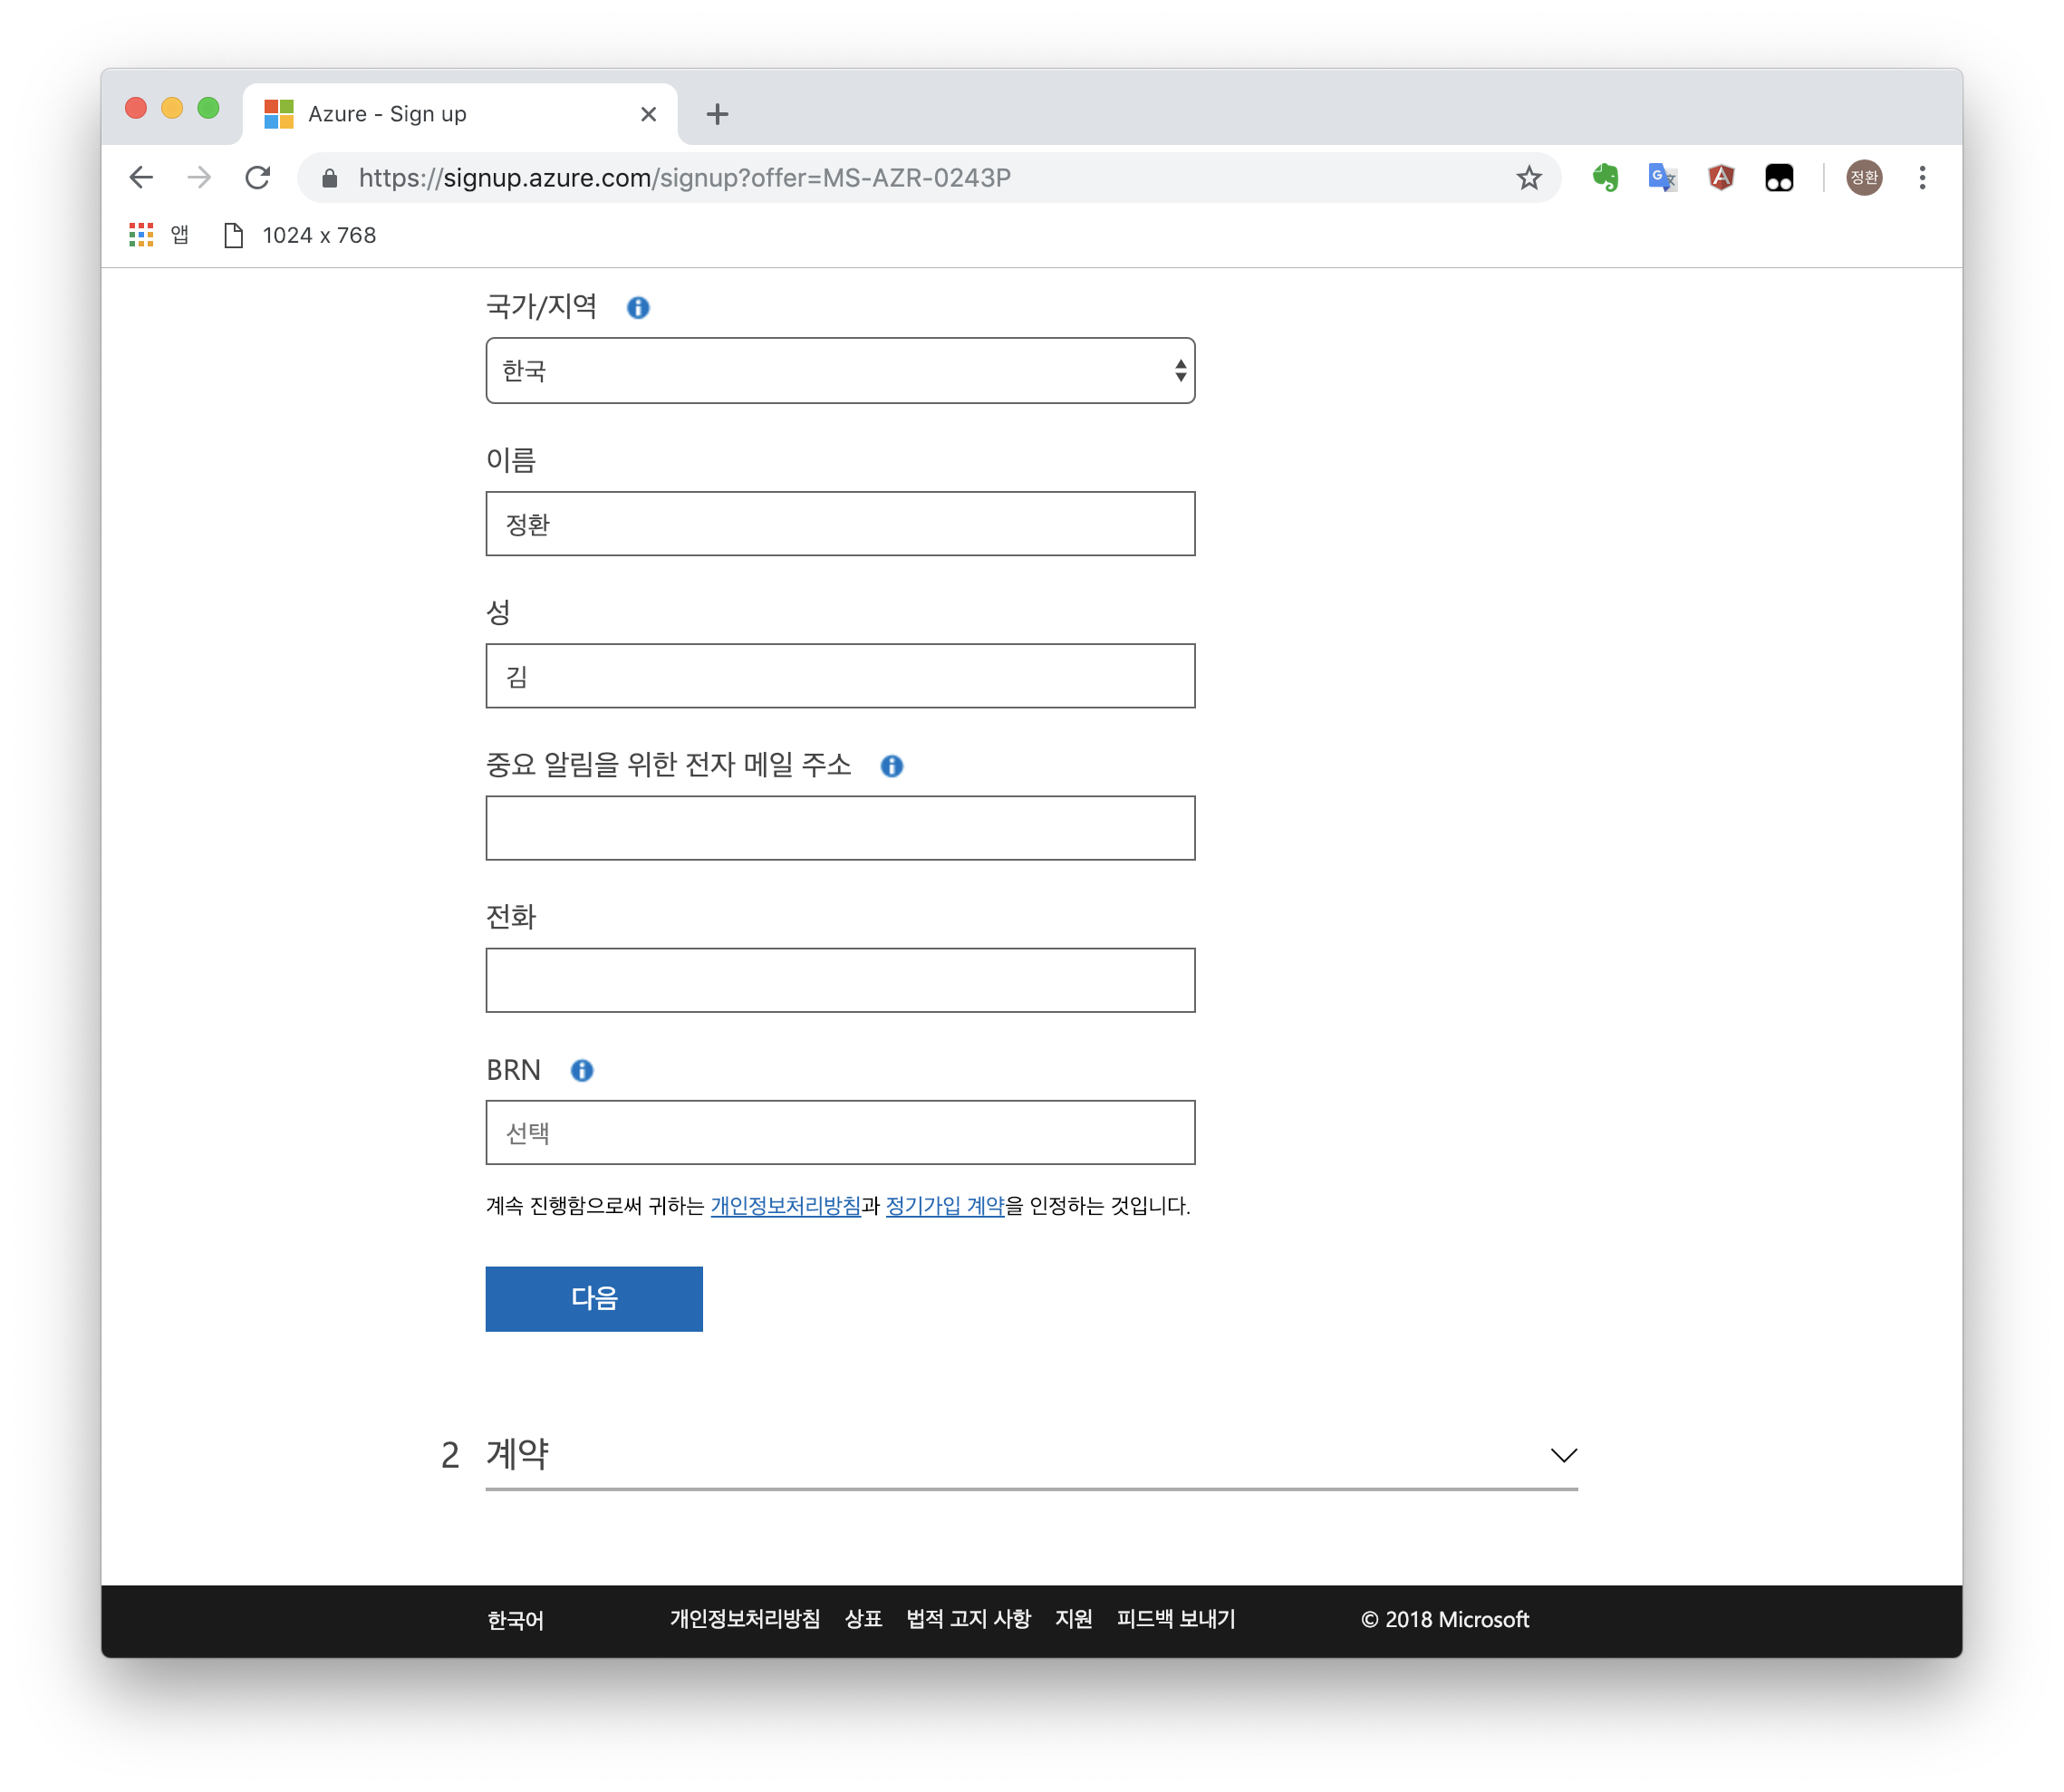 Azure - Sign up
https://signup.azure.com/signup?offer=MS-AZR-0243P
정환
앱
1024 x 768
국가/지역
한국
이름
정환
성
김
중요 알림을 위한 전자 메일 주소
전화
BRN
선택
계속 진행함으로써 귀하는 개인정보처리방침과 정기가입 계약을 인정하는 것입니다.
다음
2 계약
한국어 개인정보처리방침 상표 법적 고지 사항 지원 피드백 보내기 © 2018 Microsoft